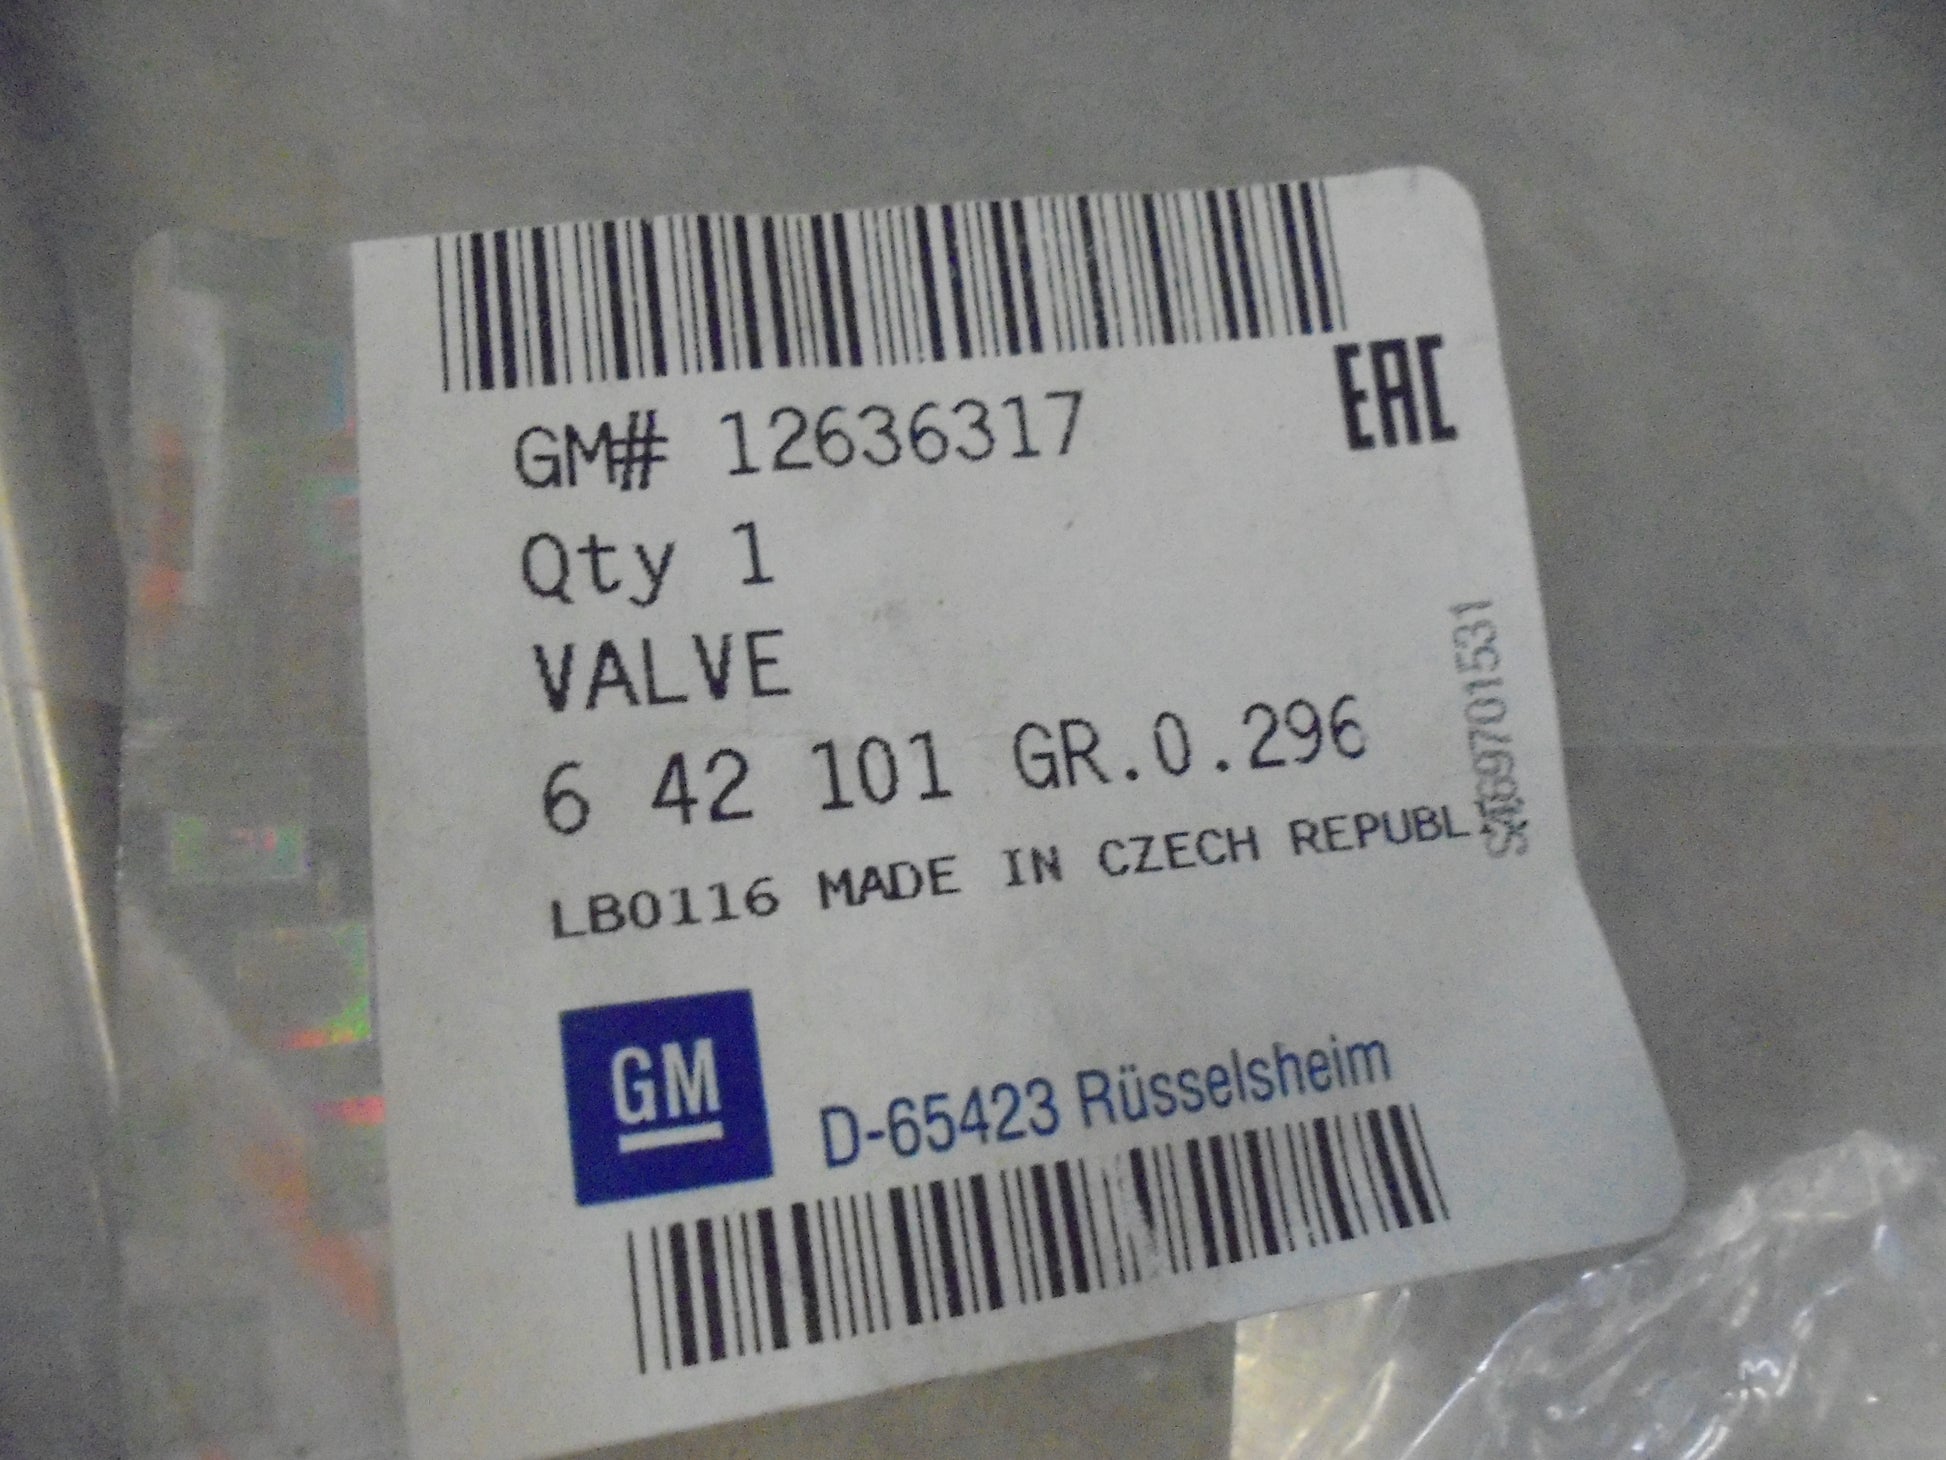 GM# 12636317
EAC
Qty 1
VALVE
6 42 101 GR.0.296
LB0116 MADE IN CZECH REPUBL
GM
D-65423 Rüsselsheim